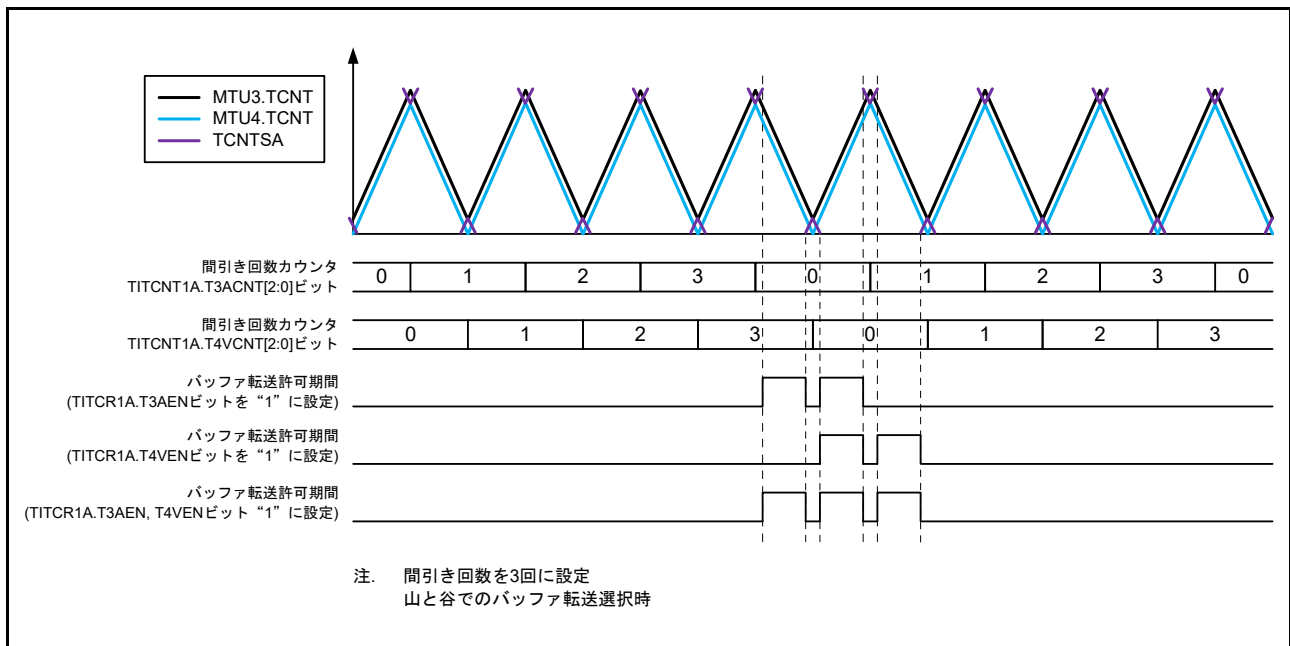 MTU3.TCNT
MTU4.TCNT
TCNTSA
間引き回数カウンタ
TITCNT1A.T3ACNT[2:0]ビット
0 1 2 3 0 1 2 3 0
間引き回数カウンタ
TITCNT1A.T4VCNT[2:0]ビット
0 1 2 3 0 1 2 3
バッファ転送許可期間
(TITCR1A.T3AENビットを“1”に設定)
バッファ転送許可期間
(TITCR1A.T4VENビットを“1”に設定)
バッファ転送許可期間
(TITCR1A.T3AEN, T4VENビット“1”に設定)
注. 間引き回数を3回に設定
山と谷でのバッファ転送選択時